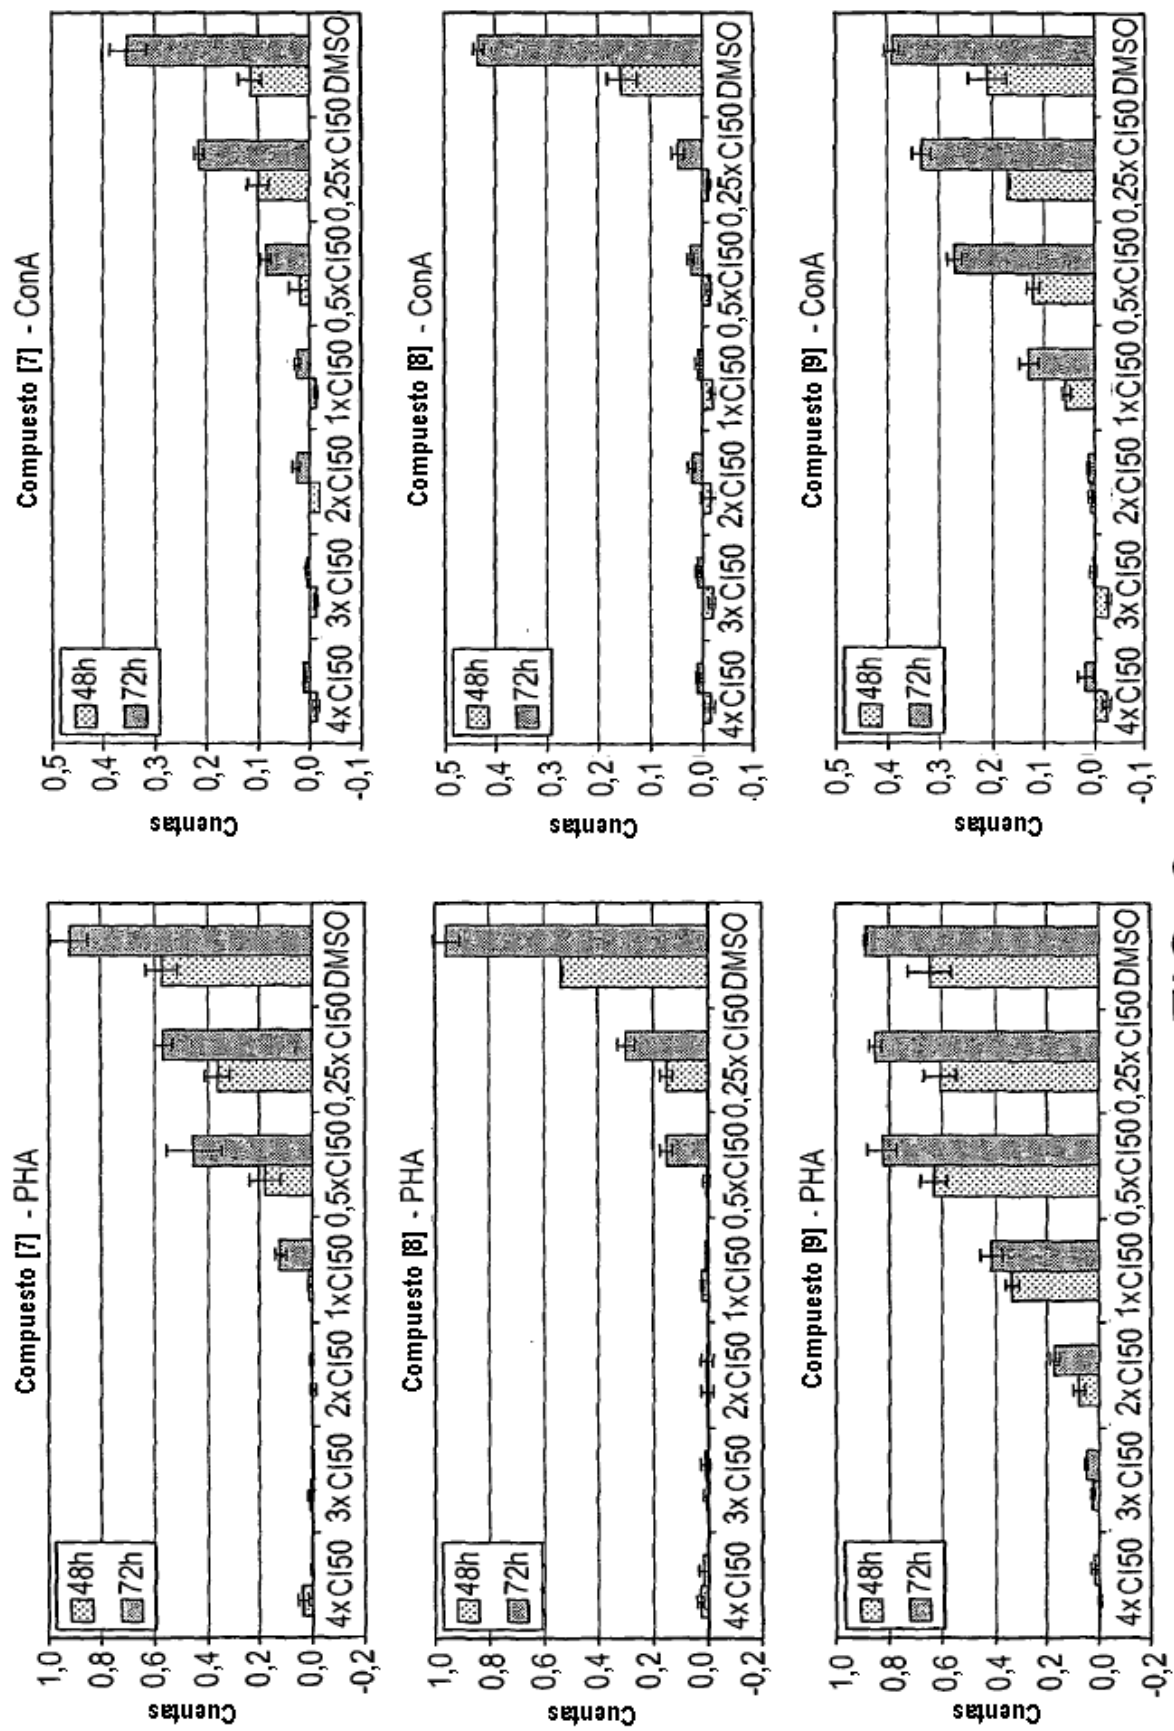 Compuesto [7] - PHA
Cuentas
1,0
0,8
0,6
0,4
0,2
0,0
-0,2
48h
72h
4xCI50 3xCI50 2xCI50 1xCI50 0,5xCI50 0,25xCI50 DMSO
Compuesto [7] - ConA
Cuentas
0,5
0,4
0,3
0,2
0,1
0,0
-0,1
48h
72h
4xCI50 3xCI50 2xCI50 1xCI50 0,5xCI50 0,25xCI50 DMSO
Compuesto [8] - PHA
Cuentas
1,0
0,8
0,6
0,4
0,2
0,0
-0,2
48h
72h
4xCI50 3xCI50 2xCI50 1xCI50 0,5xCI50 0,25xCI50 DMSO
Compuesto [8] - ConA
Cuentas
0,5
0,4
0,3
0,2
0,1
0,0
-0,1
48h
72h
4xCI50 3xCI50 2xCI50 1xCI50 0,5xCI50 0,25xCI50 DMSO
Compuesto [9] - PHA
Cuentas
1,0
0,8
0,6
0,4
0,2
0,0
-0,2
48h
72h
4xCI50 3xCI50 2xCI50 1xCI50 0,5xCI50 0,25xCI50 DMSO
Compuesto [9] - ConA
Cuentas
0,5
0,4
0,3
0,2
0,1
0,0
-0,1
48h
72h
4xCI50 3xCI50 2xCI50 1xCI50 0,5xCI50 0,25xCI50 DMSO